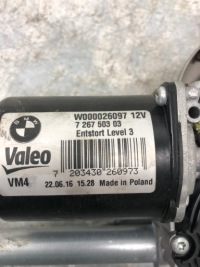 W000026097 12V
7 267 503 03
Entstort Level 3
Valeo
7 203430 260973
VM4 22.06.16 15.28 Made in Poland